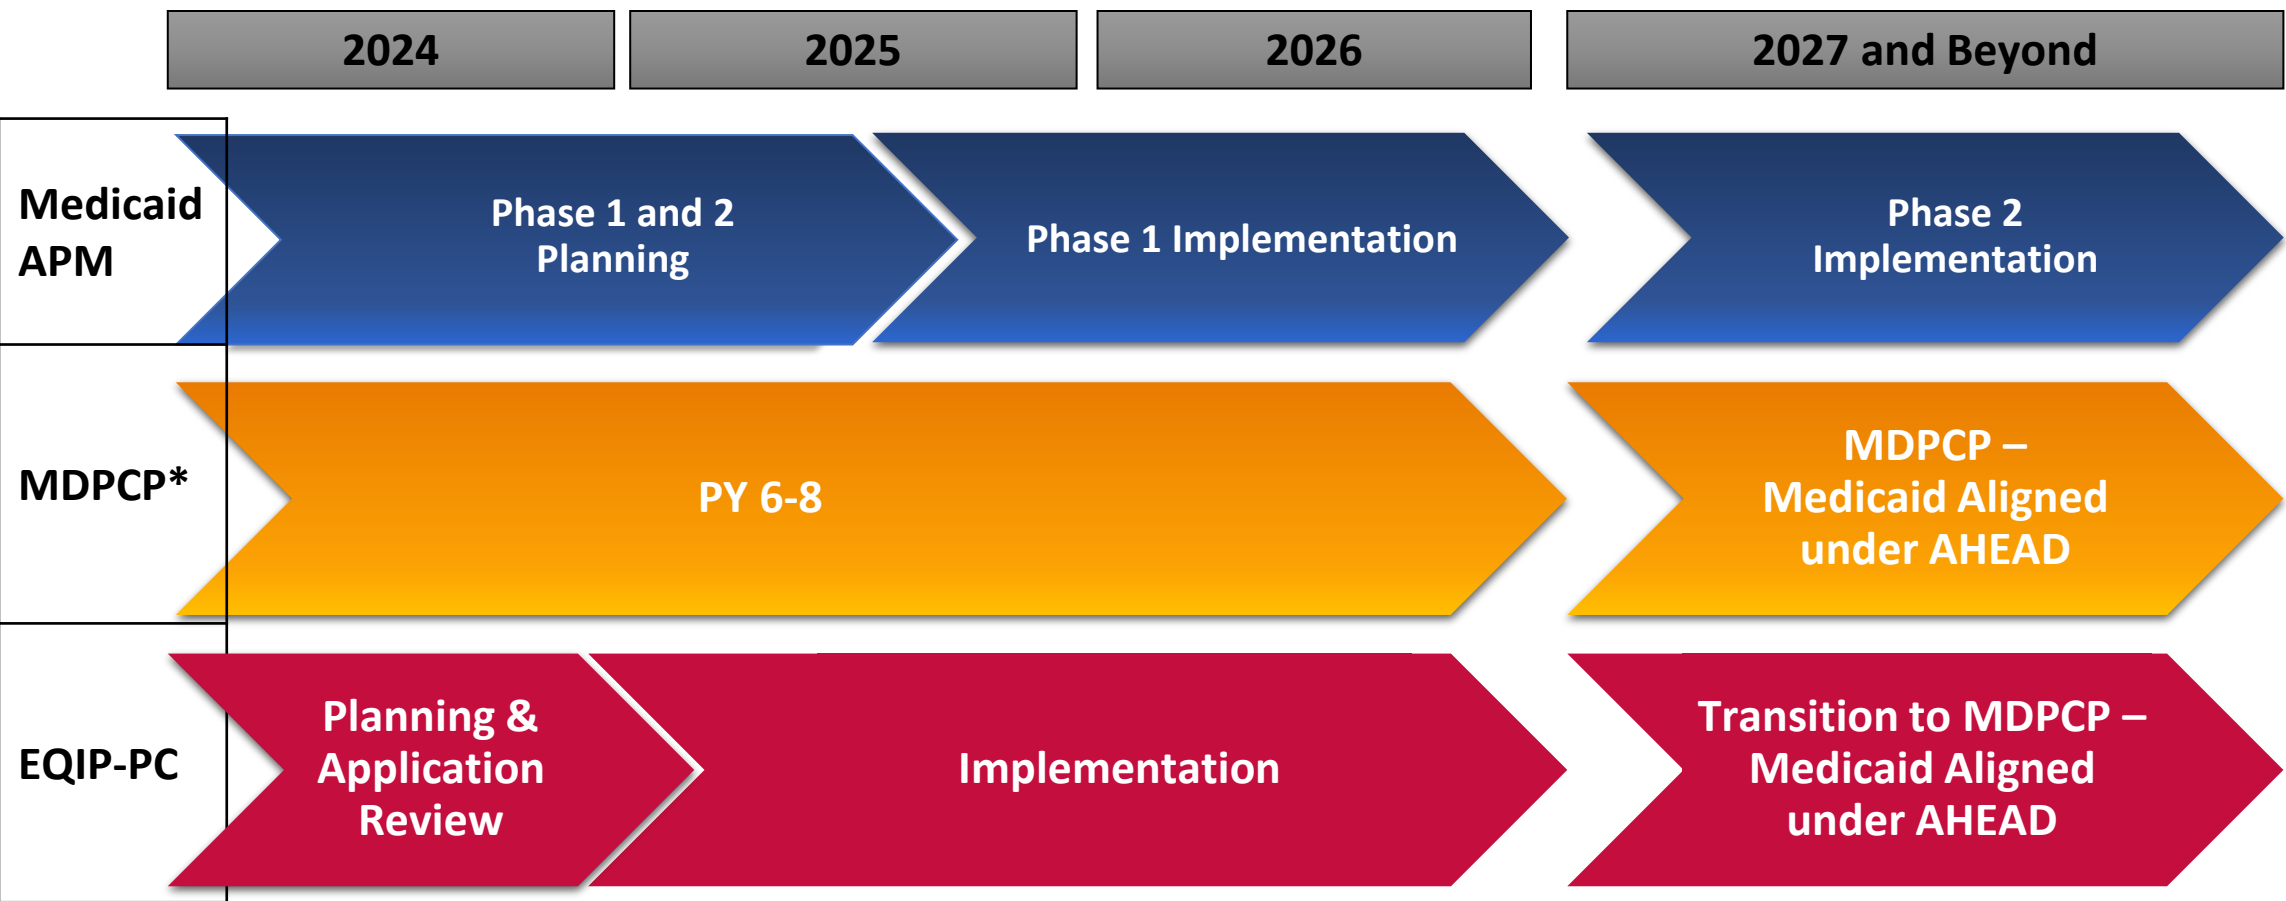 2024
2025
2026
2027 and Beyond
Medicaid
APM
Phase 1 and 2
Planning
Phase 1 Implementation
Phase 2
Implementation
MDPCP*
PY 6-8
MDPCP –
Medicaid Aligned
under AHEAD
EQIP-PC
Planning &
Application
Review
Implementation
Transition to MDPCP –
Medicaid Aligned
under AHEAD